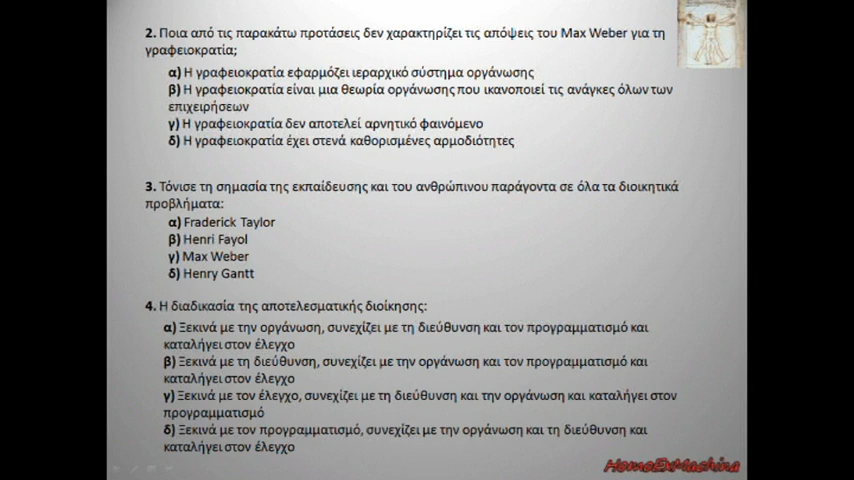 2. Ποια από τις παρακάτω προτάσεις δεν χαρακτηρίζει τις απόψεις του Max Weber για τη
γραφειοκρατία;
α) Η γραφειοκρατία εφαρμόζει ιεραρχικό σύστημα οργάνωσης
β) Η γραφειοκρατία είναι μια θεωρία οργάνωσης που ικανοποιεί τις ανάγκες όλων των
επιχειρήσεων
γ) Η γραφειοκρατία δεν αποτελεί αρνητικό φαινόμενο
δ) Η γραφειοκρατία έχει στενά καθορισμένες αρμοδιότητες
3. Τόνισε τη σημασία της εκπαίδευσης και του ανθρώπινου παράγοντα σε όλα τα διοικητικά
προβλήματα:
α) Fraderick Taylor
β) Henri Fayol
γ) Max Weber
δ) Henry Gantt
4. Η διαδικασία της αποτελεσματικής διοίκησης:
α) Ξεκινά με την οργάνωση, συνεχίζει με τη διεύθυνση και τον προγραμματισμό και
καταλήγει στον έλεγχο
β) Ξεκινά με τη διεύθυνση, συνεχίζει με την οργάνωση και τον προγραμματισμό και
καταλήγει στον έλεγχο
γ) Ξεκινά με τον έλεγχο, συνεχίζει με τη διεύθυνση και την οργάνωση και καταλήγει στον
προγραμματισμό
δ) Ξεκινά με τον προγραμματισμό, συνεχίζει με την οργάνωση και τη διεύθυνση και
καταλήγει στον έλεγχο
HomoExMachina